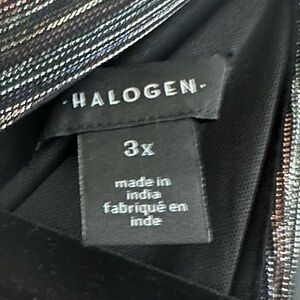 ·HALOGEN·
3x
made in
india
fabriqué en
inde